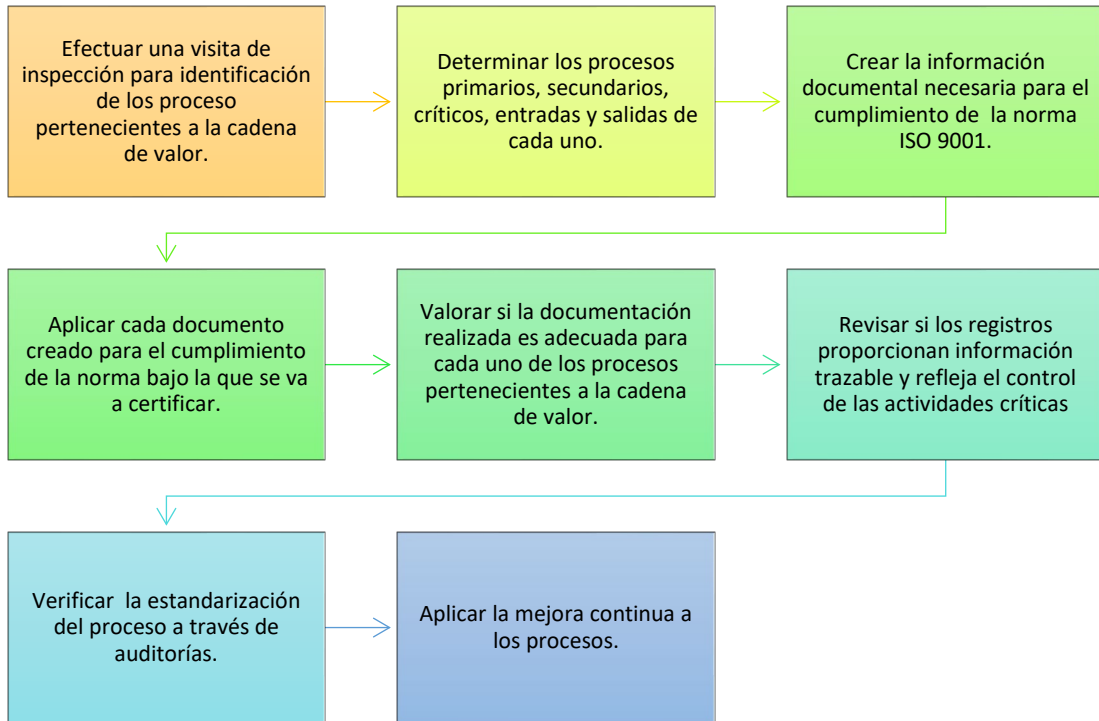 Efectuar una visita de
inspección para identificación
de los proceso
pertenecientes a la cadena
de valor.
Determinar los procesos
primarios, secundarios,
críticos, entradas y salidas de
cada uno.
Crear la información
documental necesaria para el
cumplimiento de la norma
ISO 9001.
Aplicar cada documento
creado para el cumplimiento
de la norma bajo la que se va
a certificar.
Valorar si la documentación
realizada es adecuada para
cada uno de los procesos
pertenecientes a la cadena
de valor.
Revisar si los registros
proporcionan información
trazable y refleja el control
de las actividades críticas
Verificar la estandarización
del proceso a través de
auditorías.
Aplicar la mejora continua a
los procesos.